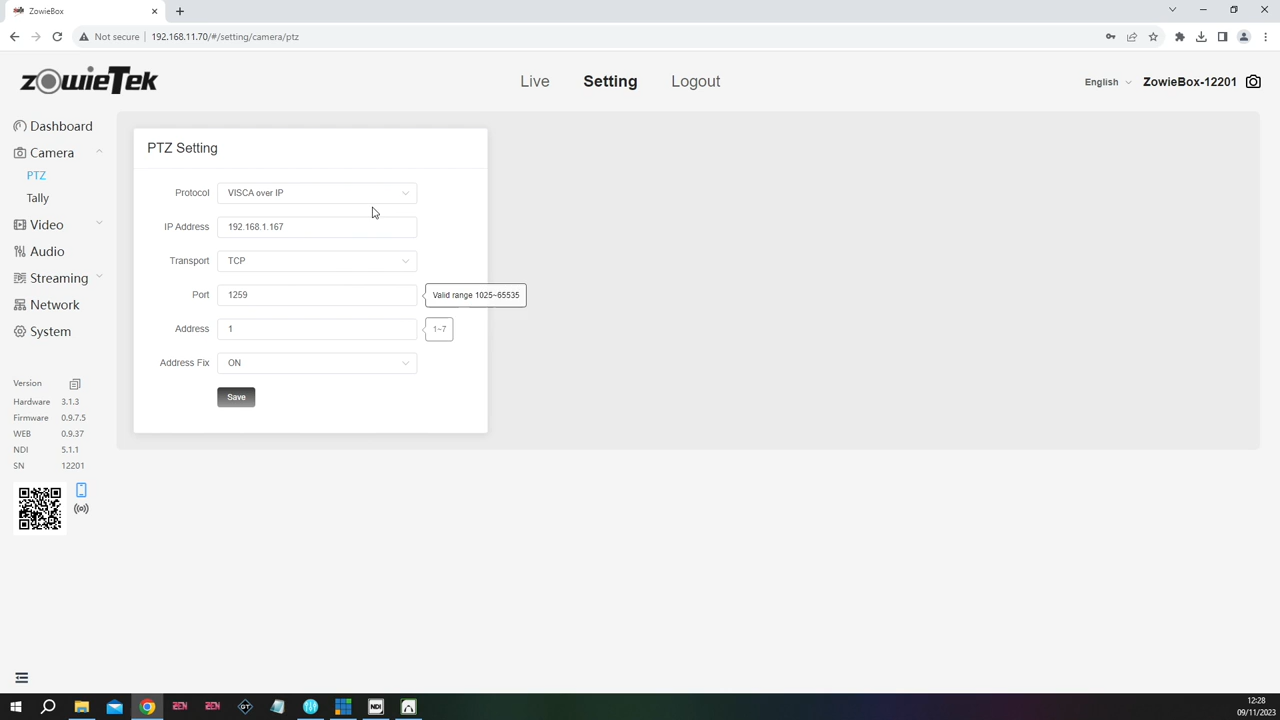 ZowieBox
Not secure
192.168.11.70/#/setting/camera/ptz
zowieTek
Live
Setting
Logout
English
ZowieBox-12201
Dashboard
Camera
PTZ
Tally
Video
Audio
Streaming
Network
System
Version
Hardware 3.1.3
Firmware 0.9.7.5
WEB 0.9.37
NDI 5.1.1
SN 12201
PTZ Setting
Protocol VISCA over IP
IP Address 192.168.1.167
Transport TCP
Port 1259 Valid range 1025~65535
Address 1 1~7
Address Fix ON
Save
ZEN
ZEN
GT
NDI
12:28
09/11/2023